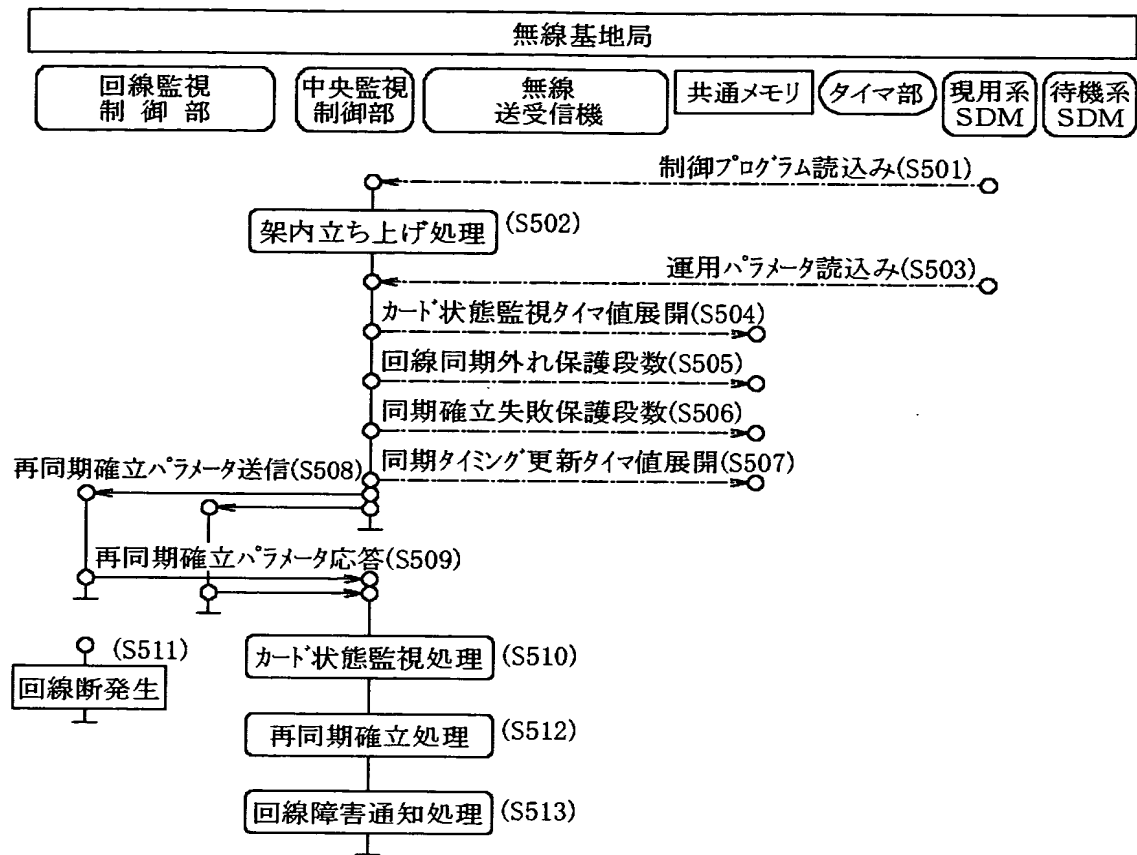 無線基地局
回線監視
制御部
中央監視
制御部
無線
送受信機
共通メモリ
タイマ部
現用系
SDM
待機系
SDM
制御プログラム読込み(S501)
架内立ち上げ処理
(S502)
運用パラメータ読込み(S503)
カード状態監視タイマ値展開(S504)
回線同期外れ保護段数(S505)
同期確立失敗保護段数(S506)
同期タイミング更新タイマ値展開(S507)
再同期確立パラメータ送信(S508)
再同期確立パラメータ応答(S509)
(S511)
回線断発生
カード状態監視処理
(S510)
再同期確立処理
(S512)
回線障害通知処理
(S513)